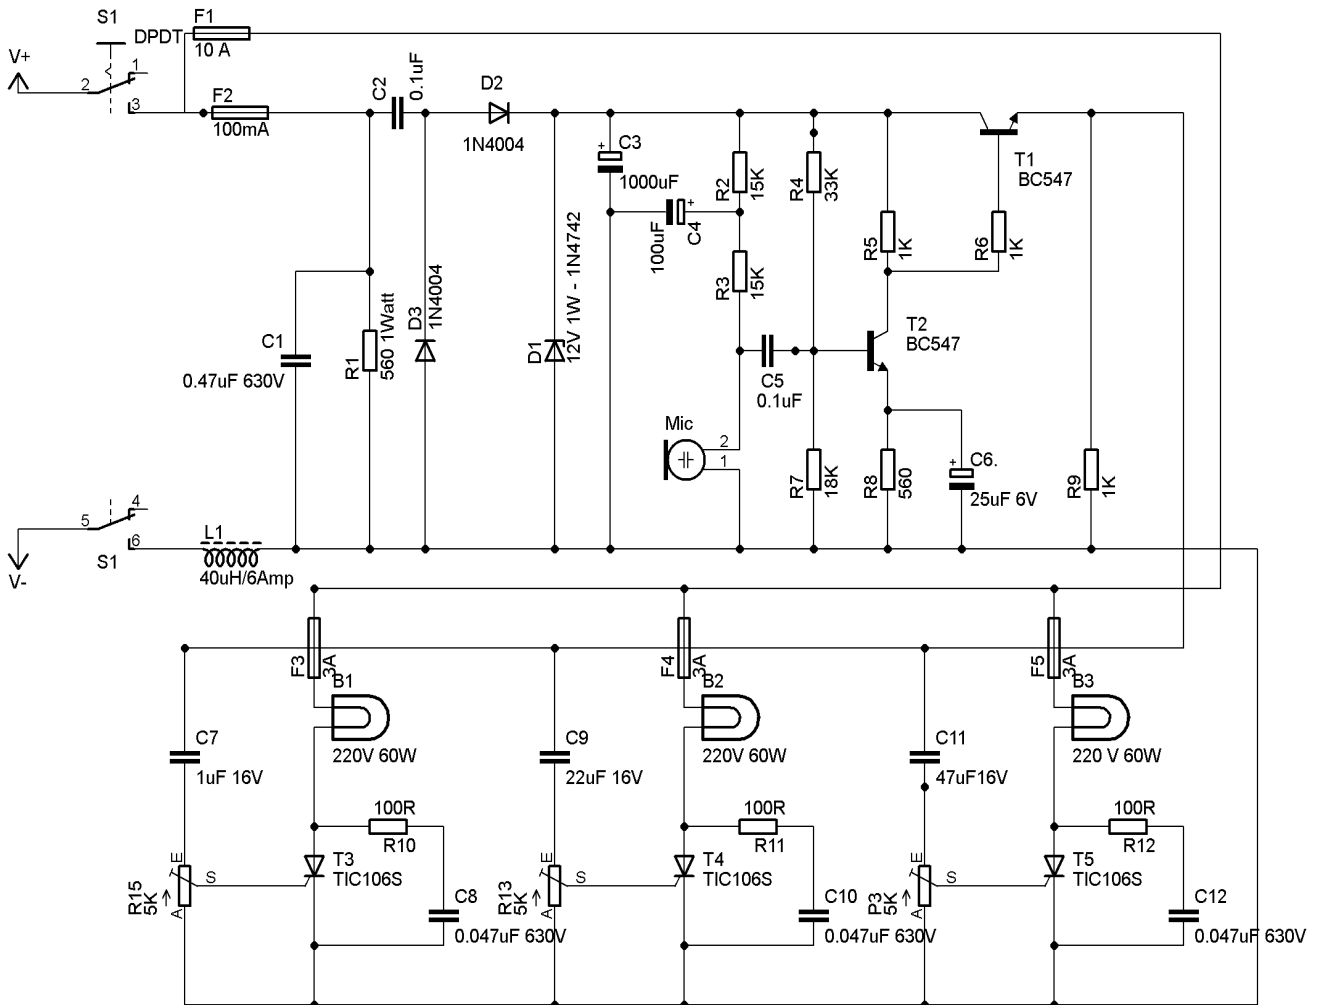 S1
F1
DPDT
10 A
V+
1
2
3
F2
100mA
C2
0.1uF
D2
1N4004
C3
1000uF
100uF
C4
R2
15K
R3
15K
R4
33K
R5
1K
R6
1K
T1
BC547
T2
BC547
C1
0.47uF 630V
R1
560 1Watt
D3
1N4004
D1
12V 1W - 1N4742
C5
0.1uF
Mic
2
1
R7
18K
R8
560
C6.
25uF 6V
R9
1K
4
5
6
S1
V-
L1
40uH/6Amp
F3
3A
B1
220V 60W
F4
3A
B2
220V 60W
F5
3A
B3
220 V 60W
C7
1uF 16V
C9
22uF 16V
C11
47uF16V
100R
R10
100R
R11
100R
R12
E
S
A
R15
5K
T3
TIC106S
C8
0.047uF 630V
E
S
A
R13
5K
T4
TIC106S
C10
0.047uF 630V
E
S
A
P3
5K
T5
TIC106S
C12
0.047uF 630V